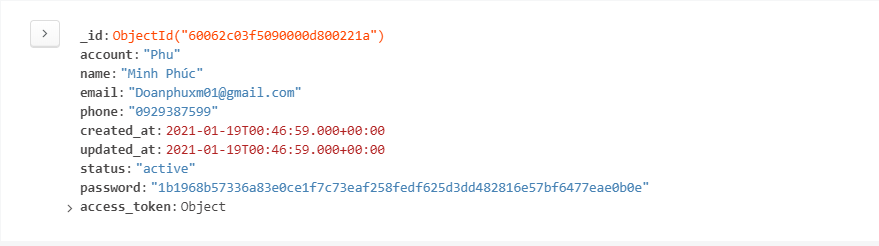 _id: ObjectId("60062c03f5090000d800221a")
account: "Phu"
name: "Minh Phúc"
email: "Doanphuxm01@gmail.com"
phone: "0929387599"
created_at: 2021-01-19T00:46:59.000+00:00
updated_at: 2021-01-19T00:46:59.000+00:00
status: "active"
password: "1b1968b57336a83e0ce1f7c73eaf258fedf625d3dd482816e57bf6477eae0b0e"
access_token: Object